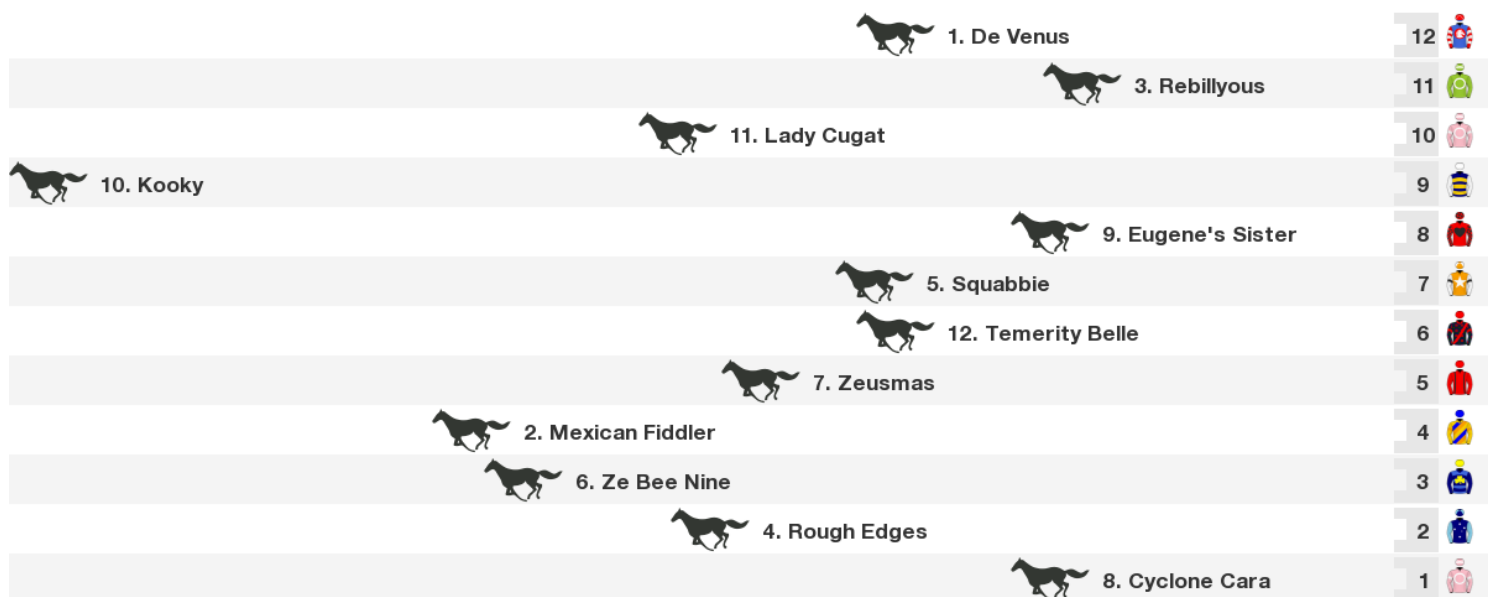 1. De Venus 12
3. Rebillyous 11
11. Lady Cugat 10
10. Kooky 9
9. Eugene's Sister 8
5. Squabbie 7
12. Temerity Belle 6
7. Zeusmas 5
2. Mexican Fiddler 4
6. Ze Bee Nine 3
4. Rough Edges 2
8. Cyclone Cara 1